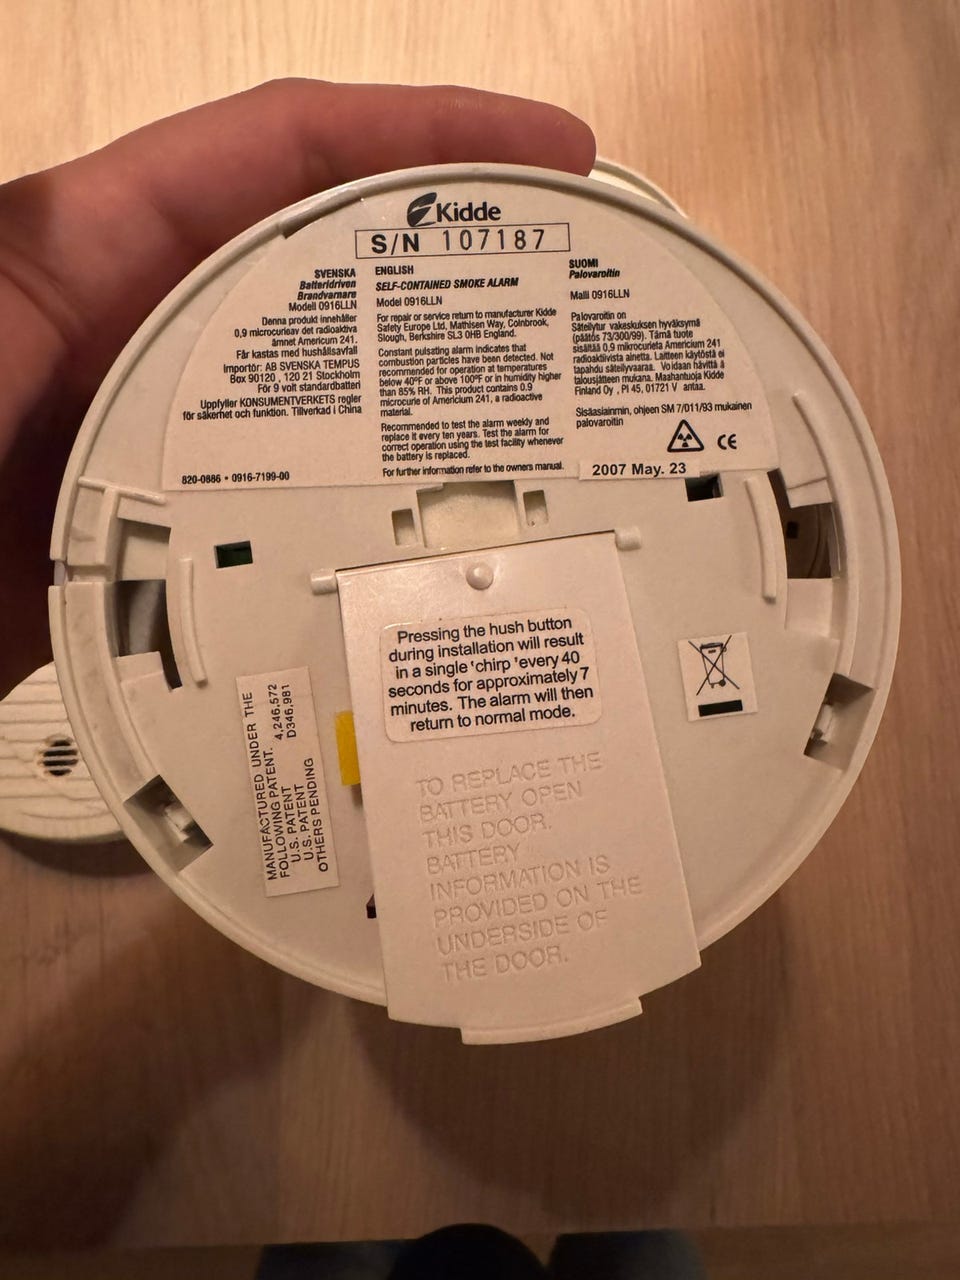 Kidde
S/N 107187
SVENSKA
Batteridriven
Brandvarnare
Modell 0916LLN
Denna produkt innehåller
0,9 microcurieav det radioaktiva
ämnet Americum 241.
Får kastas med hushållsavfall
Importör: AB SVENSKA TEMPUS
Box 90120 , 120 21 Stockholm
För 9 volt standardbatteri
Uppfyller KONSUMENTVERKETS regler
för säkerhet och funktion. Tillverkad i China
820-0886 • 0916-7199-00
ENGLISH
SELF-CONTAINED SMOKE ALARM
Model 0916LLN
For repair or service return to manufacturer Kidde
Safety Europe Ltd, Mathisen Way, Colnbrook,
Slough, Berkshire SL3 0HB England.
Constant pulsating alarm indicates that
combustion particles have been detected. Not
recommended for operation at temperatures
below 40ºF or above 100ºF or in humidity higher
than 85% RH. This product contains 0.9
microcurie of Americium 241, a radioactive
material.
Recommended to test the alarm weekly and
replace it every ten years. Test the alarm for
correct operation using the test facility whenever
the battery is replaced.
For further information refer to the owners manual.
SUOMI
Palovaroitin
Malli 0916LLN
Palovaroitin on
Säteilytur vakeskuksen hyväksymä
(päätös 73/300/99). Tämä tuote
sisältää 0,9 mikrocurieta Americium 241
radioaktiivista ainetta. Laitteen käytöstä ei
tapahdu säteilyvaaraa. Voidaan hävittä ä
talousjätteen mukana. Maahantuoja Kidde
Finland Oy , Pl 45, 01721 V antaa.
Sisäasiainmin, ohjeen SM 7/011/93 mukainen
palovaroitin
CE
2007 May. 23
Pressing the hush button
during installation will result
in a single 'chirp 'every 40
seconds for approximately 7
minutes. The alarm will then
return to normal mode.
MANUFACTURED UNDER THE
FOLLOWING PATENT.
U.S. PATENT 4,246,572
U.S. PATENT D346,981
OTHERS PENDING
TO REPLACE THE
BATTERY OPEN
THIS DOOR.
BATTERY
INFORMATION IS
PROVIDED ON THE
UNDERSIDE OF
THE DOOR.